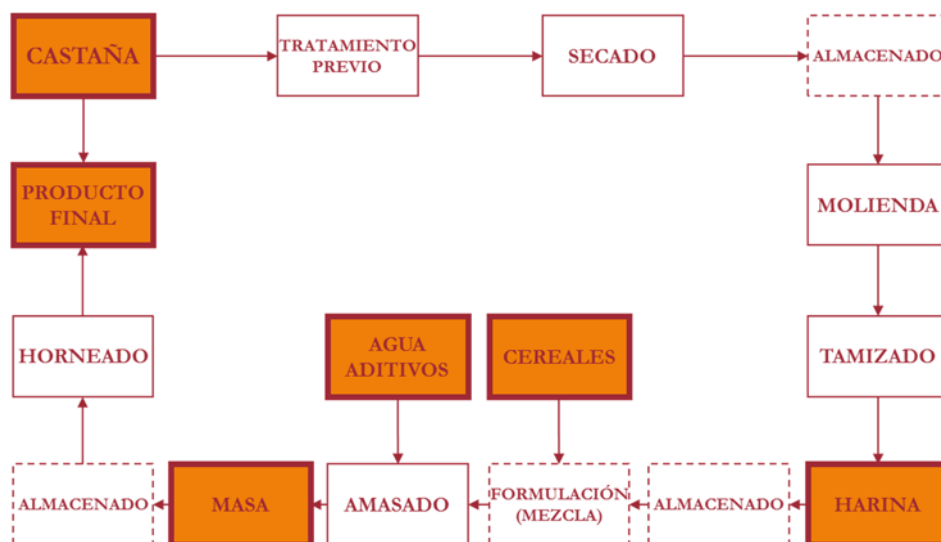 CASTAÑA
TRATAMIENTO
PREVIO
SECADO
ALMACENADO
PRODUCTO
FINAL
MOLIENDA
HORNEADO
AGUA
ADITIVOS
CEREALES
TAMIZADO
ALMACENADO
MASA
AMASADO
FORMULACIÓN
(MEZCLA)
ALMACENADO
HARINA